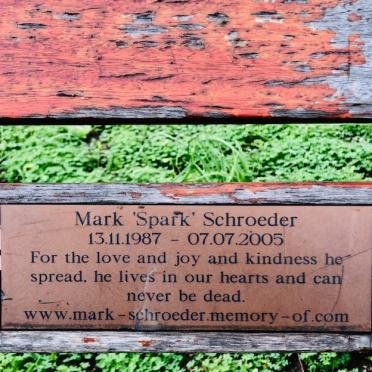 Mark 'Spark' Schroeder
13.11.1987 - 07.07.2005
For the love and joy and kindness he
spread, he lives in our hearts and can
never be dead.
www.mark-schroeder.memory-of.com